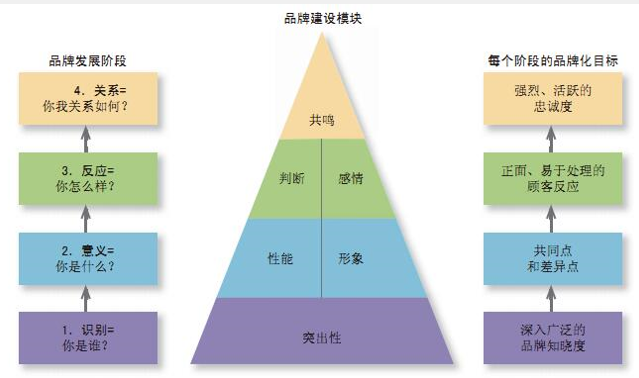 品牌建设模块
品牌发展阶段
每个阶段的品牌化目标
4. 关系=
你我关系如何？
共鸣
强烈、活跃的
忠诚度
3. 反应=
你怎么样？
判断
感情
正面、易于处理的
顾客反应
2. 意义=
你是什么？
性能
形象
共同点
和差异点
1. 识别=
你是谁？
突出性
深入广泛的
品牌知晓度